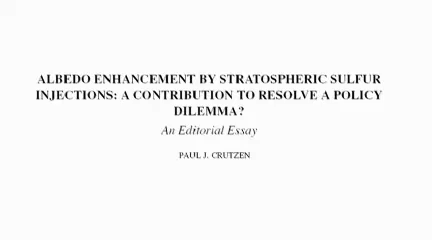 ALBEDO ENHANCEMENT BY STRATOSPHERIC SULFUR
INJECTIONS: A CONTRIBUTION TO RESOLVE A POLICY
DILEMMA?
An Editorial Essay
PAUL J. CRUTZEN